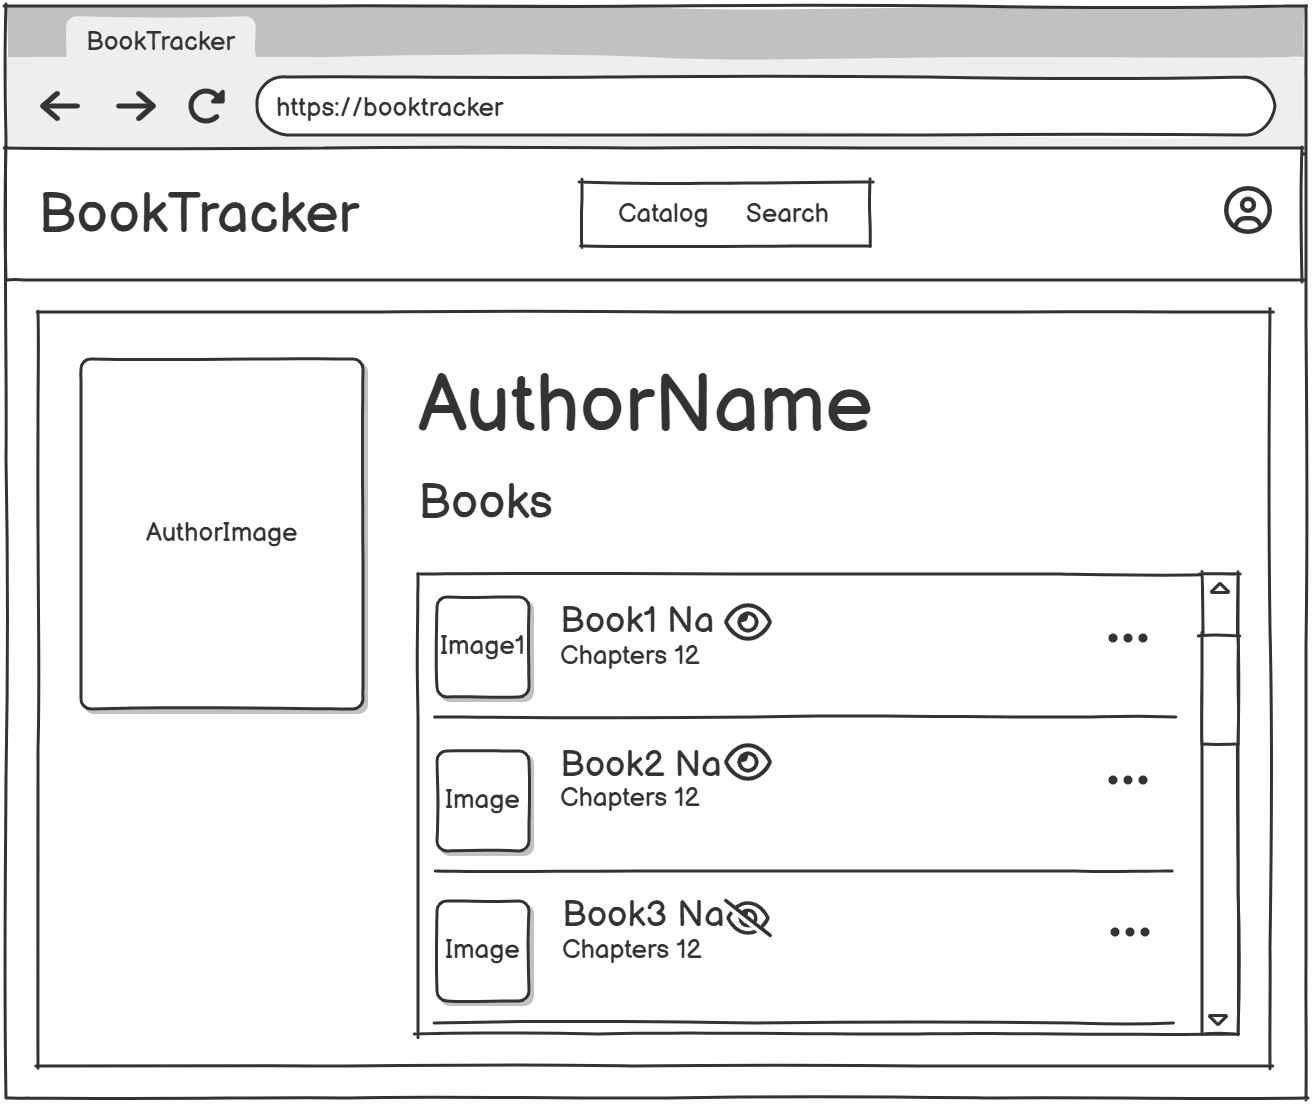 BookTracker
https://booktracker
BookTracker
Catalog Search
AuthorImage
AuthorName
Books
Image1
Book1 Na
Chapters 12
Image
Book2 Na
Chapters 12
Image
Book3 Na
Chapters 12